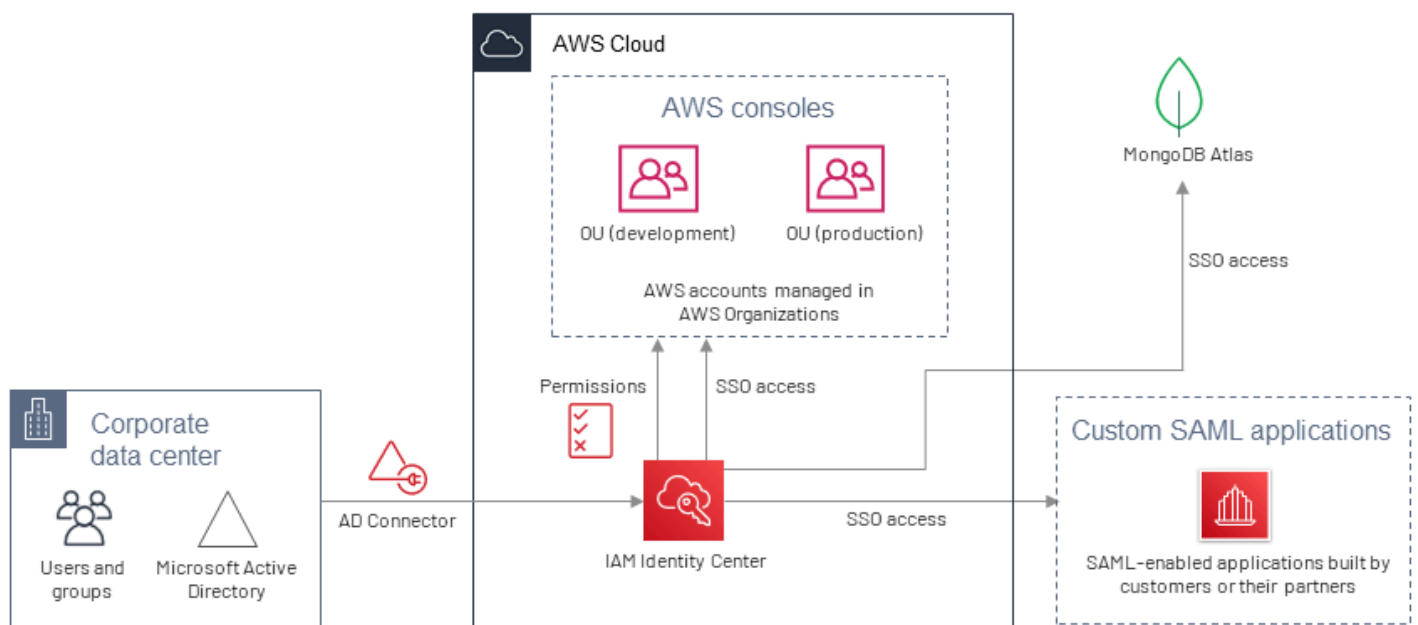 AWS Cloud
AWS consoles
OU (development)
OU (production)
AWS accounts managed in
AWS Organizations
MongoDB Atlas
SSO access
Permissions
SSO access
Corporate
data center
Users and
groups
Microsoft Active
Directory
AD Connector
IAM Identity Center
SSO access
Custom SAML applications
SAML-enabled applications built by
customers or their partners